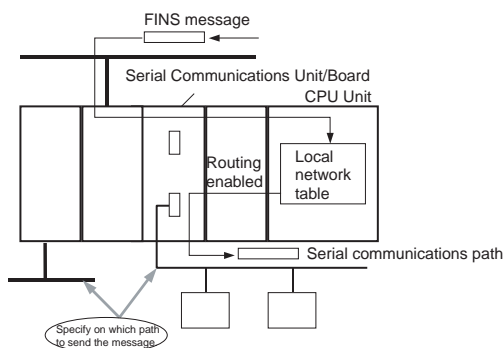 FINS message
Serial Communications Unit/Board
CPU Unit
Routing
enabled
Local
network
table
Serial communications path
Specify on which path
to send the message